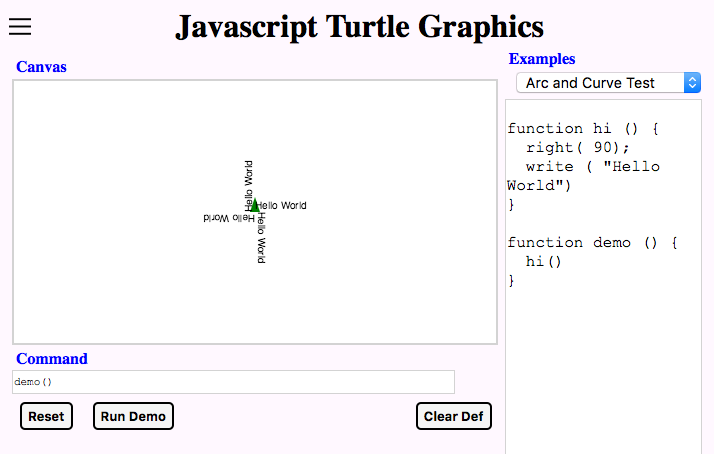 Javascript Turtle Graphics
Canvas
Hello World
Hello World
Hello World
Hello World
Command
demo()
Reset
Run Demo
Clear Def
Examples
Arc and Curve Test
function hi () {
right( 90);
write ( "Hello
World")
}
function demo () {
hi()
}